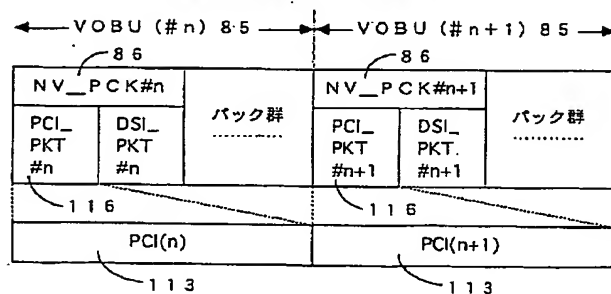 VOBU (#n) 85 VOBU (#n+1) 85
86 86
NV_PCK#n NV_PCK#n+1
PCI_
PKT
#n
DSI_
PKT
#n
パック群
PCI_
PKT
#n+1
DSI_
PKT.
#n+1
パック群
116 116
PCI(n) PCI(n+1)
113 113